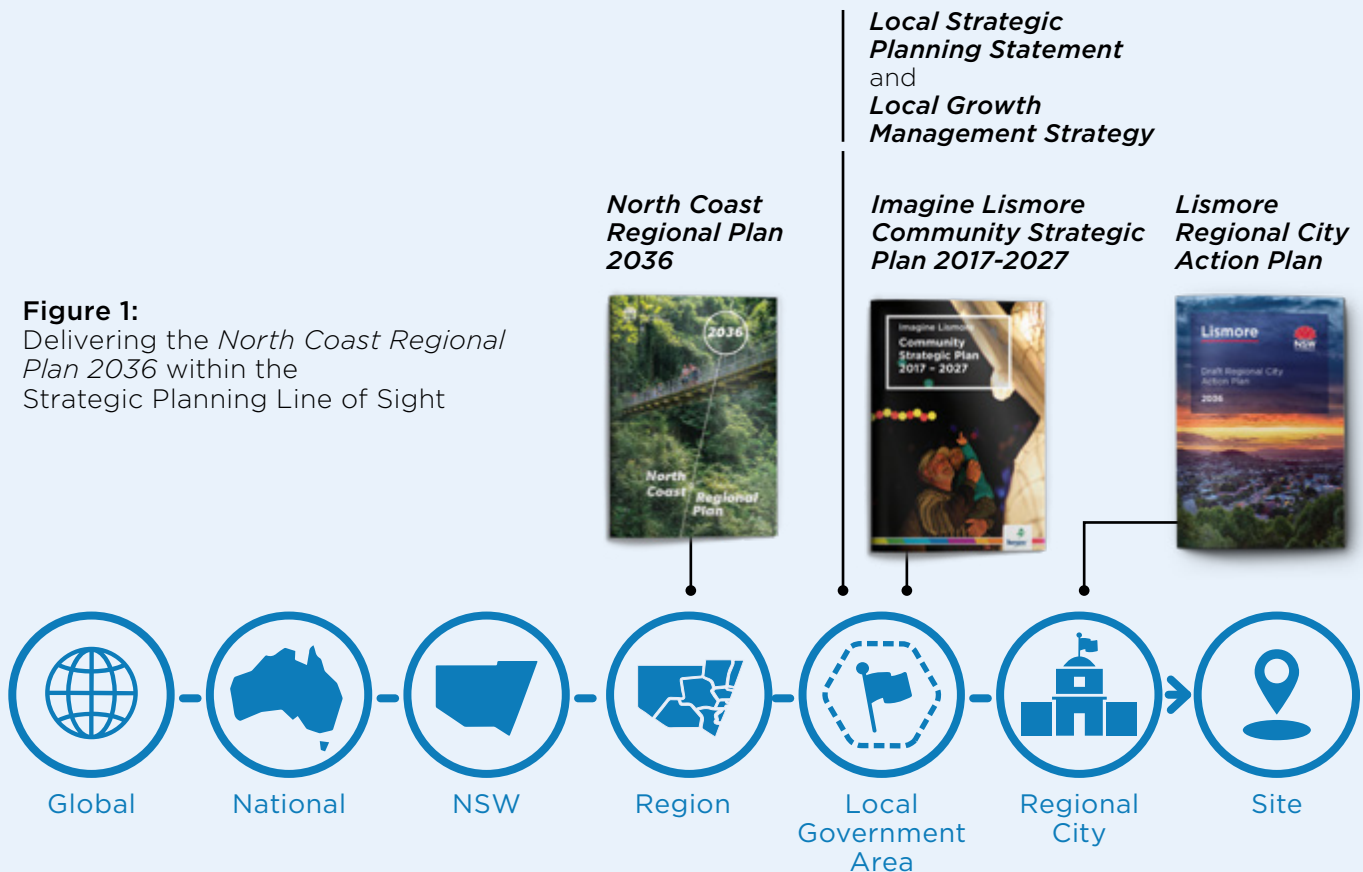 Local Strategic
Planning Statement
and
Local Growth
Management Strategy
North Coast
Regional Plan
2036
Imagine Lismore
Community Strategic
Plan 2017-2027
Lismore
Regional City
Action Plan
Figure 1:
Delivering the North Coast Regional
Plan 2036 within the
Strategic Planning Line of Sight
2036
North
Coast
Regional
Plan
Imagine Lismore
Community
Strategic Plan
2017 – 2027
Lismore
NSW
Draft Regional City
Action Plan
2036
Global
National
NSW
Region
Local
Government
Area
Regional
City
Site